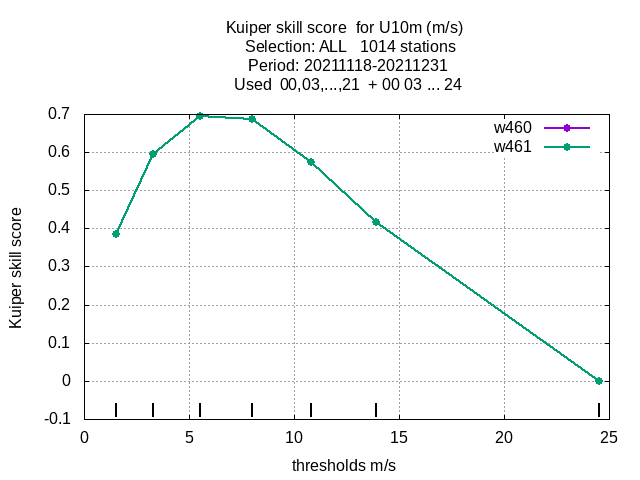 Kuiper skill score  for U10m (m/s)
Selection: ALL   1014 stations
Period: 20211118-20211231
Used  00,03,...,21  + 00 03 ... 24
w460
w461
Kuiper skill score
0.7
0.6
0.5
0.4
0.3
0.2
0.1
0
-0.1
0 5 10 15 20 25
thresholds m/s